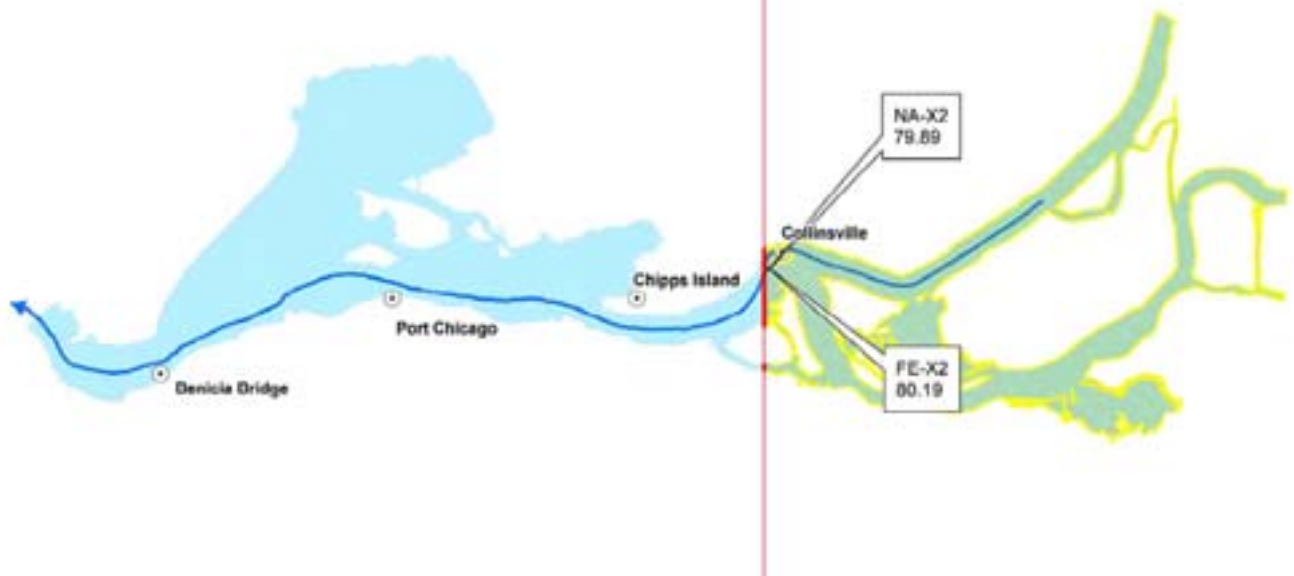 NA-X2
79.89
Collinsville
Chipps Island
Port Chicago
FE-X2
80.19
Benicia Bridge